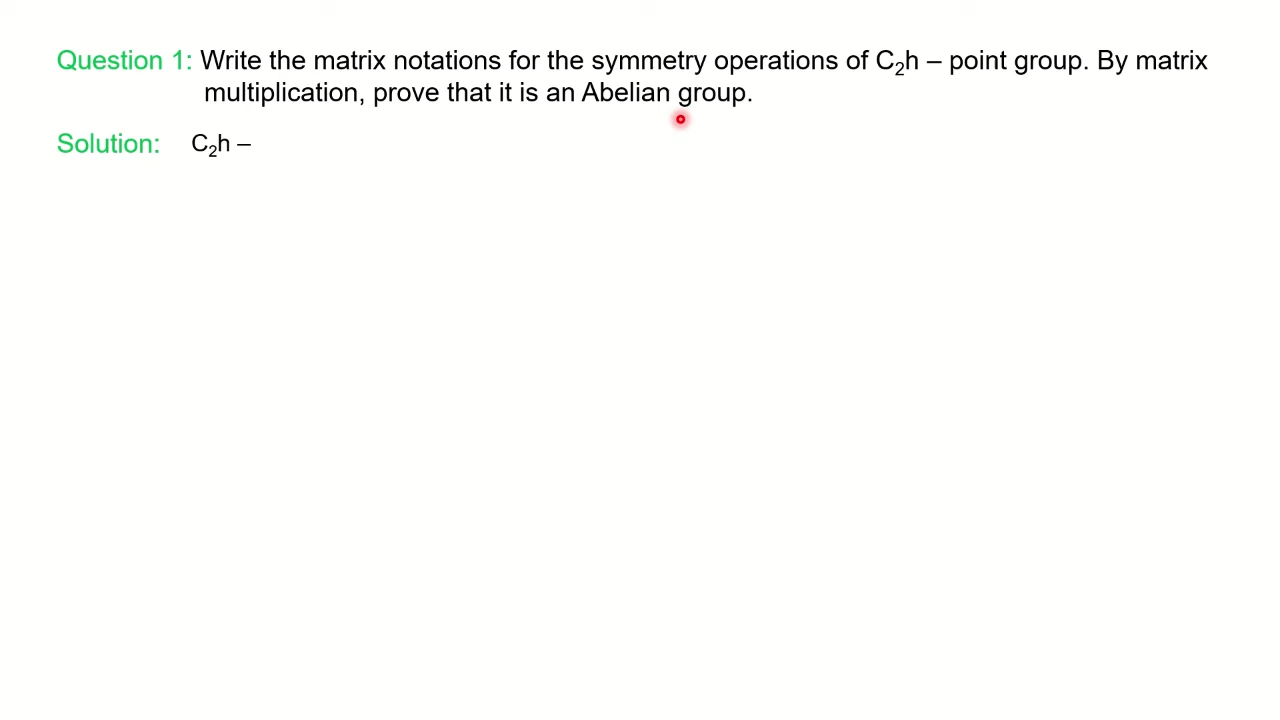 Question 1: Write the matrix notations for the symmetry operations of C₂h – point group. By matrix
multiplication, prove that it is an Abelian group.
Solution: C₂h –